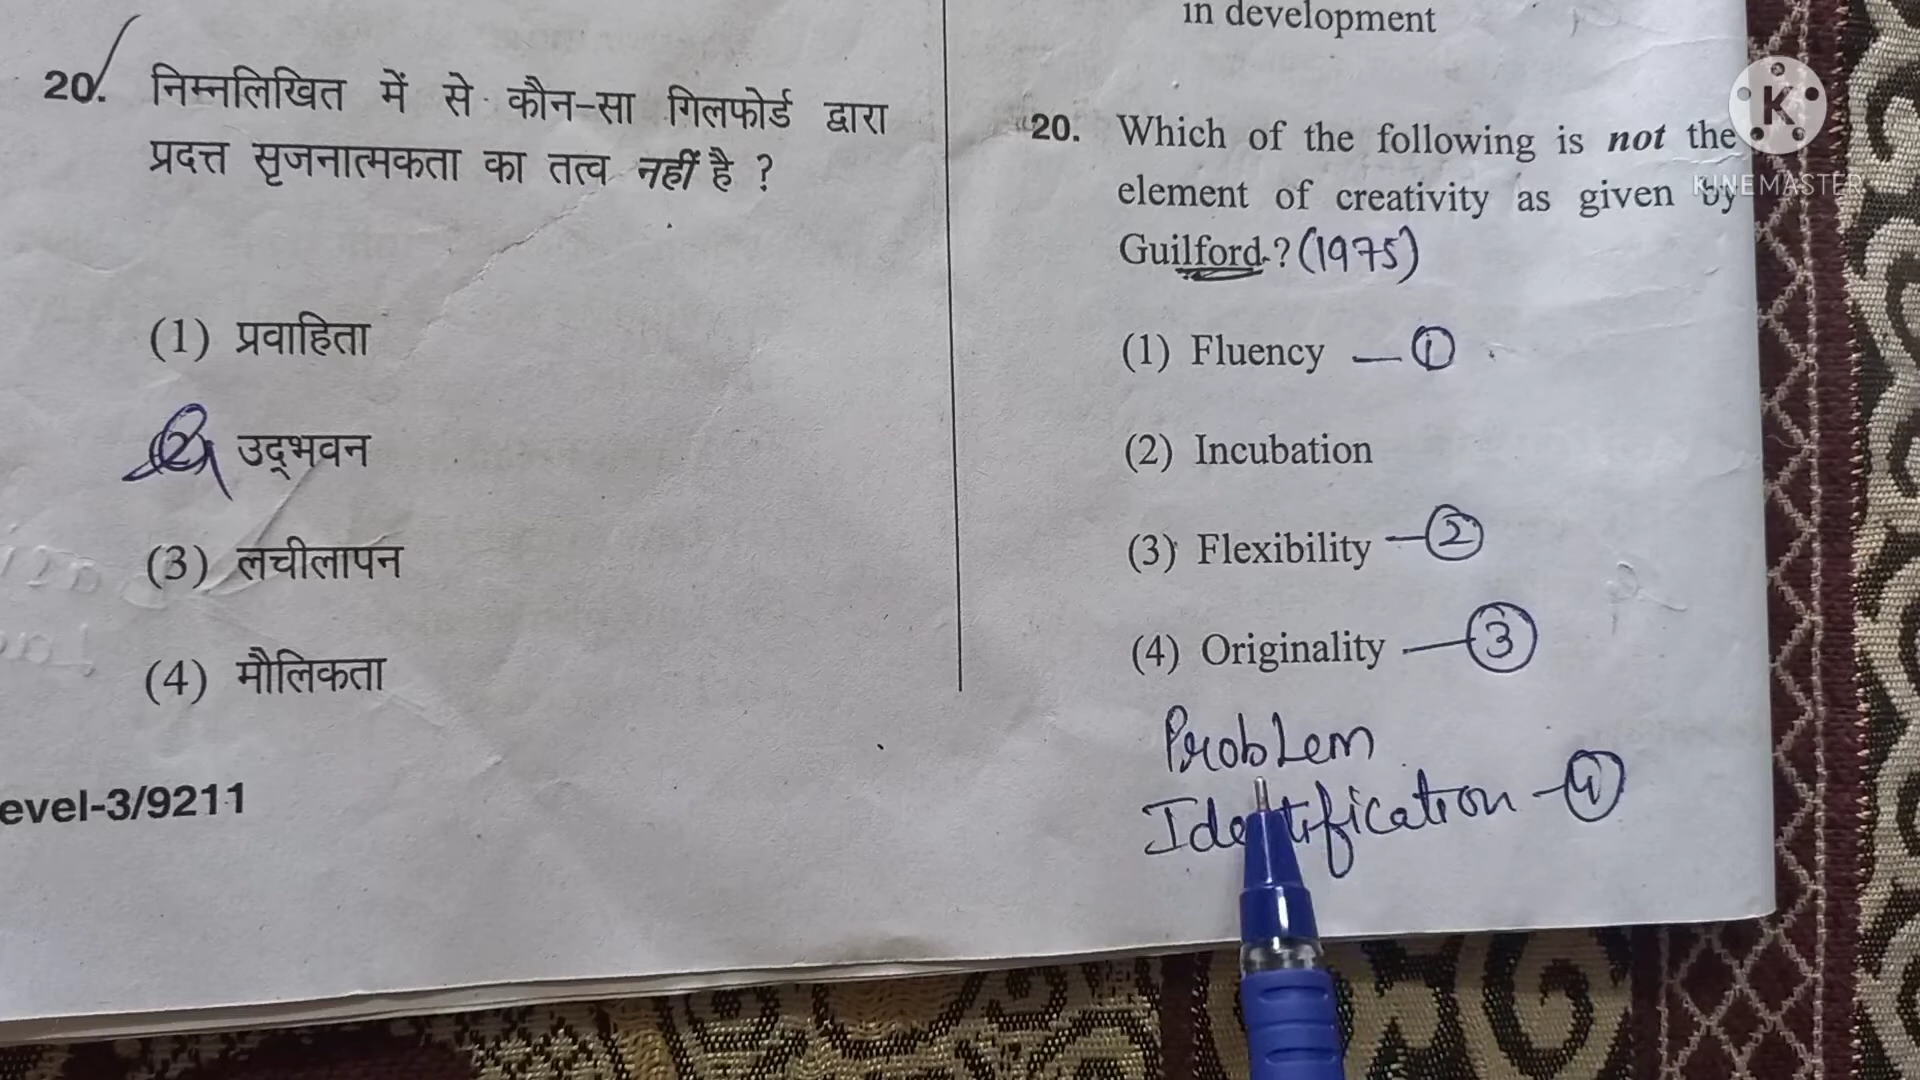 20. निम्नलिखित में से कौन-सा गिलफोर्ड द्वारा
प्रदत्त सृजनात्मकता का तत्व नहीं है ?
(1) प्रवाहिता
(2) उद्‌भवन
(3) लचीलापन
(4) मौलिकता
evel-3/9211
in development
20. Which of the following is not the
element of creativity as given by
Guilford ? (1975)
(1) Fluency — 1
(2) Incubation
(3) Flexibility — 2
(4) Originality — 3
Problem
Identification - 4
K
KINEMASTER